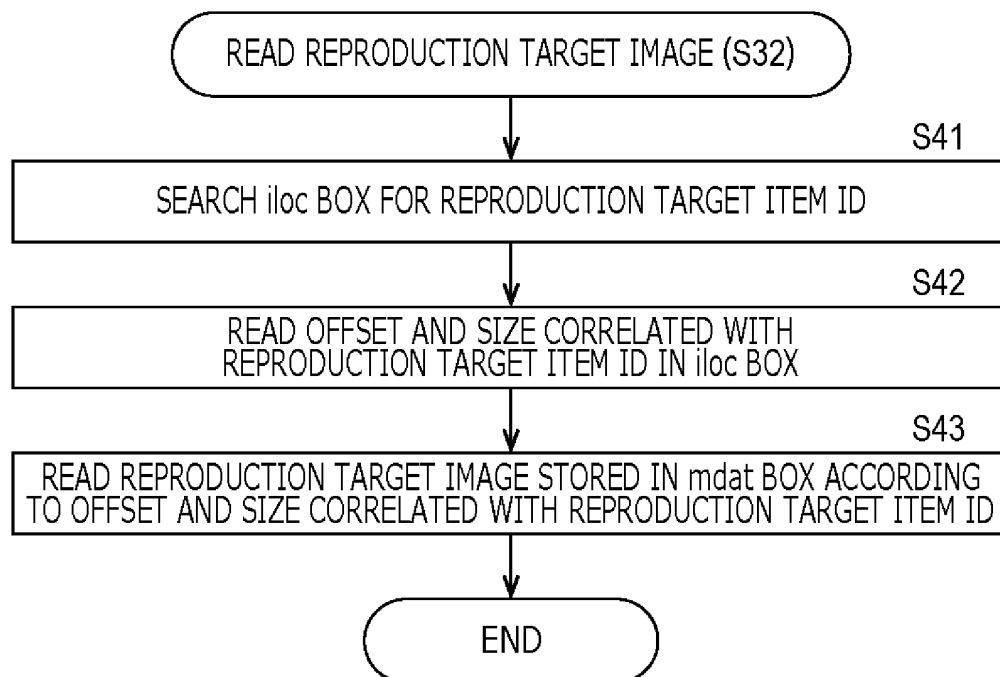 READ REPRODUCTION TARGET IMAGE (S32)
S41
SEARCH iloc BOX FOR REPRODUCTION TARGET ITEM ID
S42
READ OFFSET AND SIZE CORRELATED WITH
REPRODUCTION TARGET ITEM ID IN iloc BOX
S43
READ REPRODUCTION TARGET IMAGE STORED IN mdat BOX ACCORDING
TO OFFSET AND SIZE CORRELATED WITH REPRODUCTION TARGET ITEM ID
END